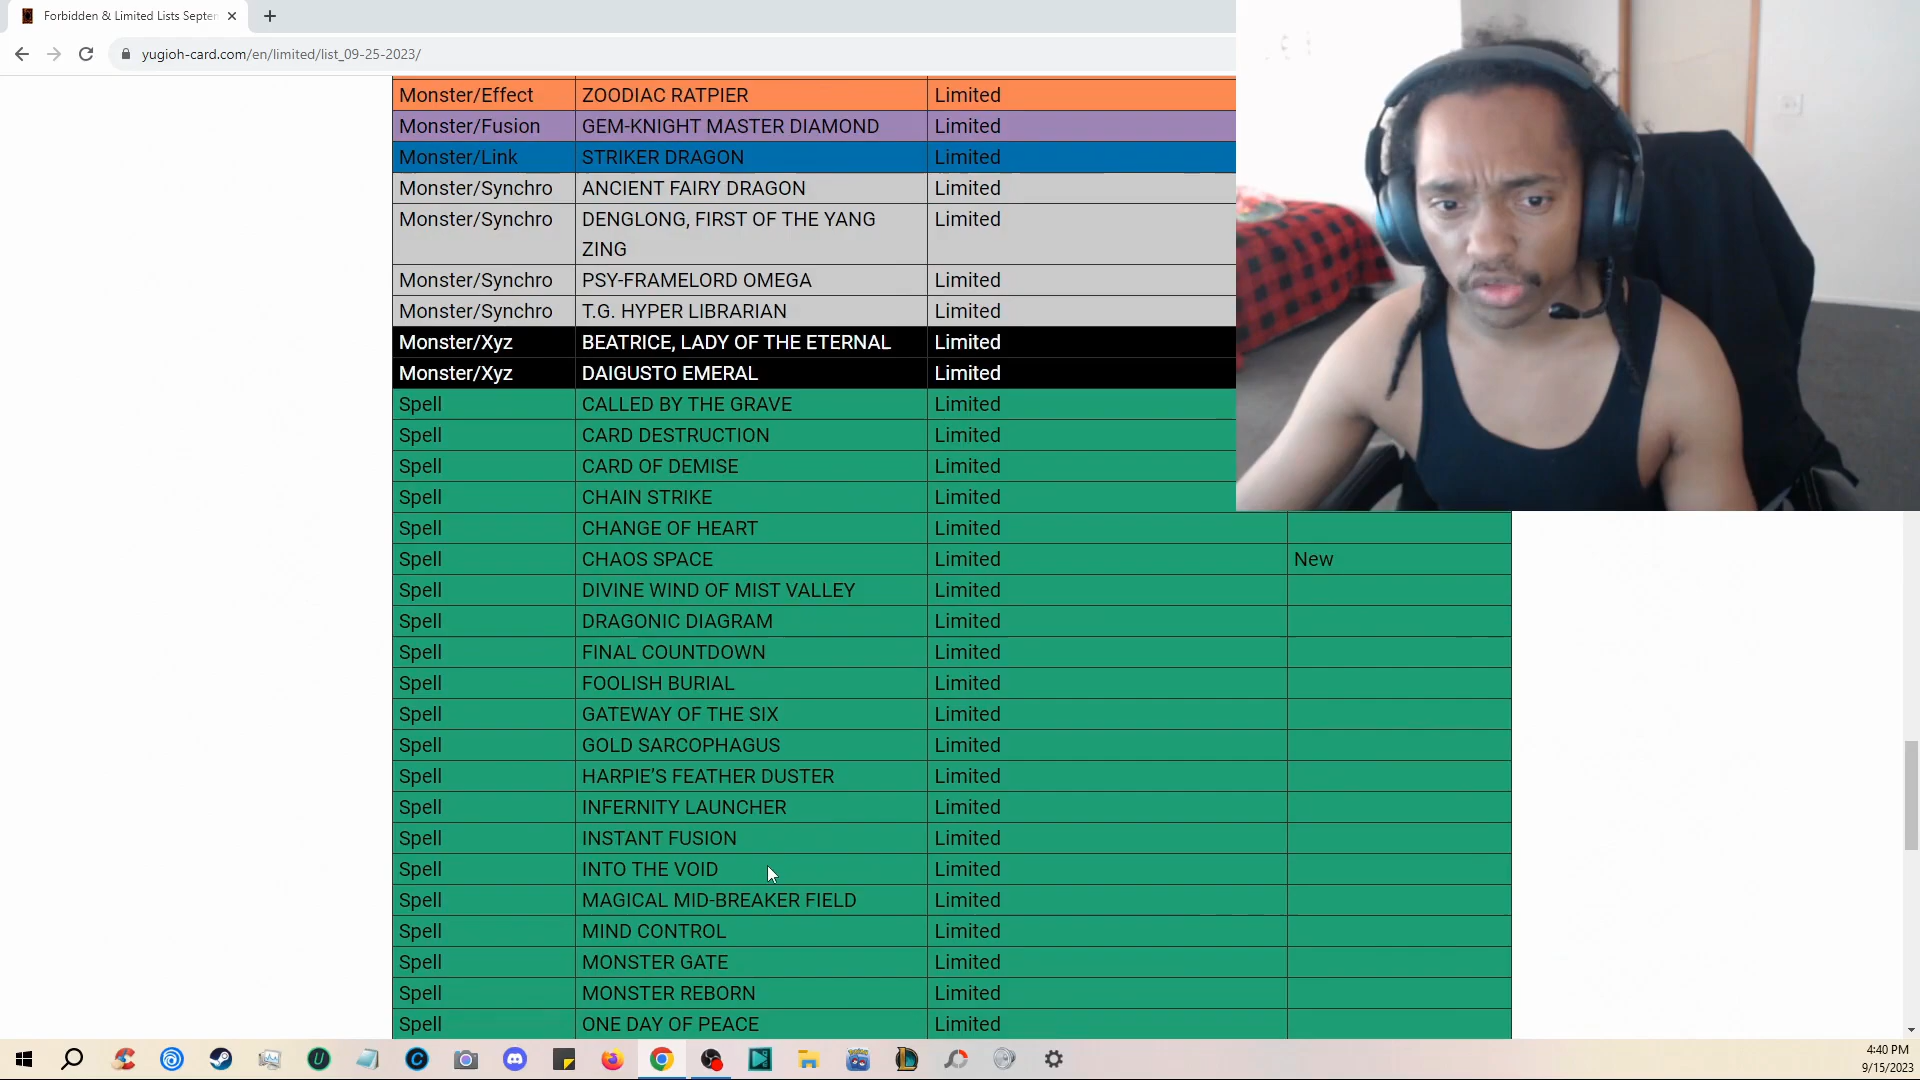 Forbidden & Limited Lists Septen
yugioh-card.com/en/limited/list_09-25-2023/
Monster/Effect ZOODIAC RATPIER Limited
Monster/Fusion GEM-KNIGHT MASTER DIAMOND Limited
Monster/Link STRIKER DRAGON Limited
Monster/Synchro ANCIENT FAIRY DRAGON Limited
Monster/Synchro DENGLONG, FIRST OF THE YANG Limited
ZING
Monster/Synchro PSY-FRAMELORD OMEGA Limited
Monster/Synchro T.G. HYPER LIBRARIAN Limited
Monster/Xyz BEATRICE, LADY OF THE ETERNAL Limited
Monster/Xyz DAIGUSTO EMERAL Limited
Spell CALLED BY THE GRAVE Limited
Spell CARD DESTRUCTION Limited
Spell CARD OF DEMISE Limited
Spell CHAIN STRIKE Limited
Spell CHANGE OF HEART Limited
Spell CHAOS SPACE Limited New
Spell DIVINE WIND OF MIST VALLEY Limited
Spell DRAGONIC DIAGRAM Limited
Spell FINAL COUNTDOWN Limited
Spell FOOLISH BURIAL Limited
Spell GATEWAY OF THE SIX Limited
Spell GOLD SARCOPHAGUS Limited
Spell HARPIE’S FEATHER DUSTER Limited
Spell INFERNITY LAUNCHER Limited
Spell INSTANT FUSION Limited
Spell INTO THE VOID Limited
Spell MAGICAL MID-BREAKER FIELD Limited
Spell MIND CONTROL Limited
Spell MONSTER GATE Limited
Spell MONSTER REBORN Limited
Spell ONE DAY OF PEACE Limited
4:40 PM
9/15/2023